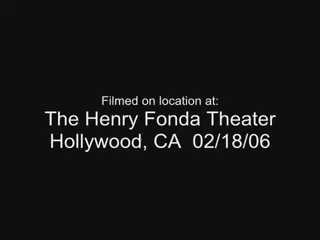 Filmed on location at:
The Henry Fonda Theater
Hollywood, CA  02/18/06